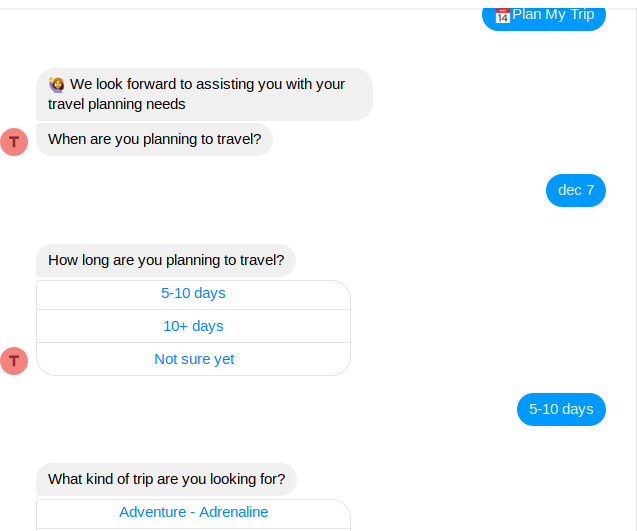 📅Plan My Trip
🙋 We look forward to assisting you with your
travel planning needs
When are you planning to travel?
T
dec 7
How long are you planning to travel?
5-10 days
10+ days
Not sure yet
T
5-10 days
What kind of trip are you looking for?
Adventure - Adrenaline